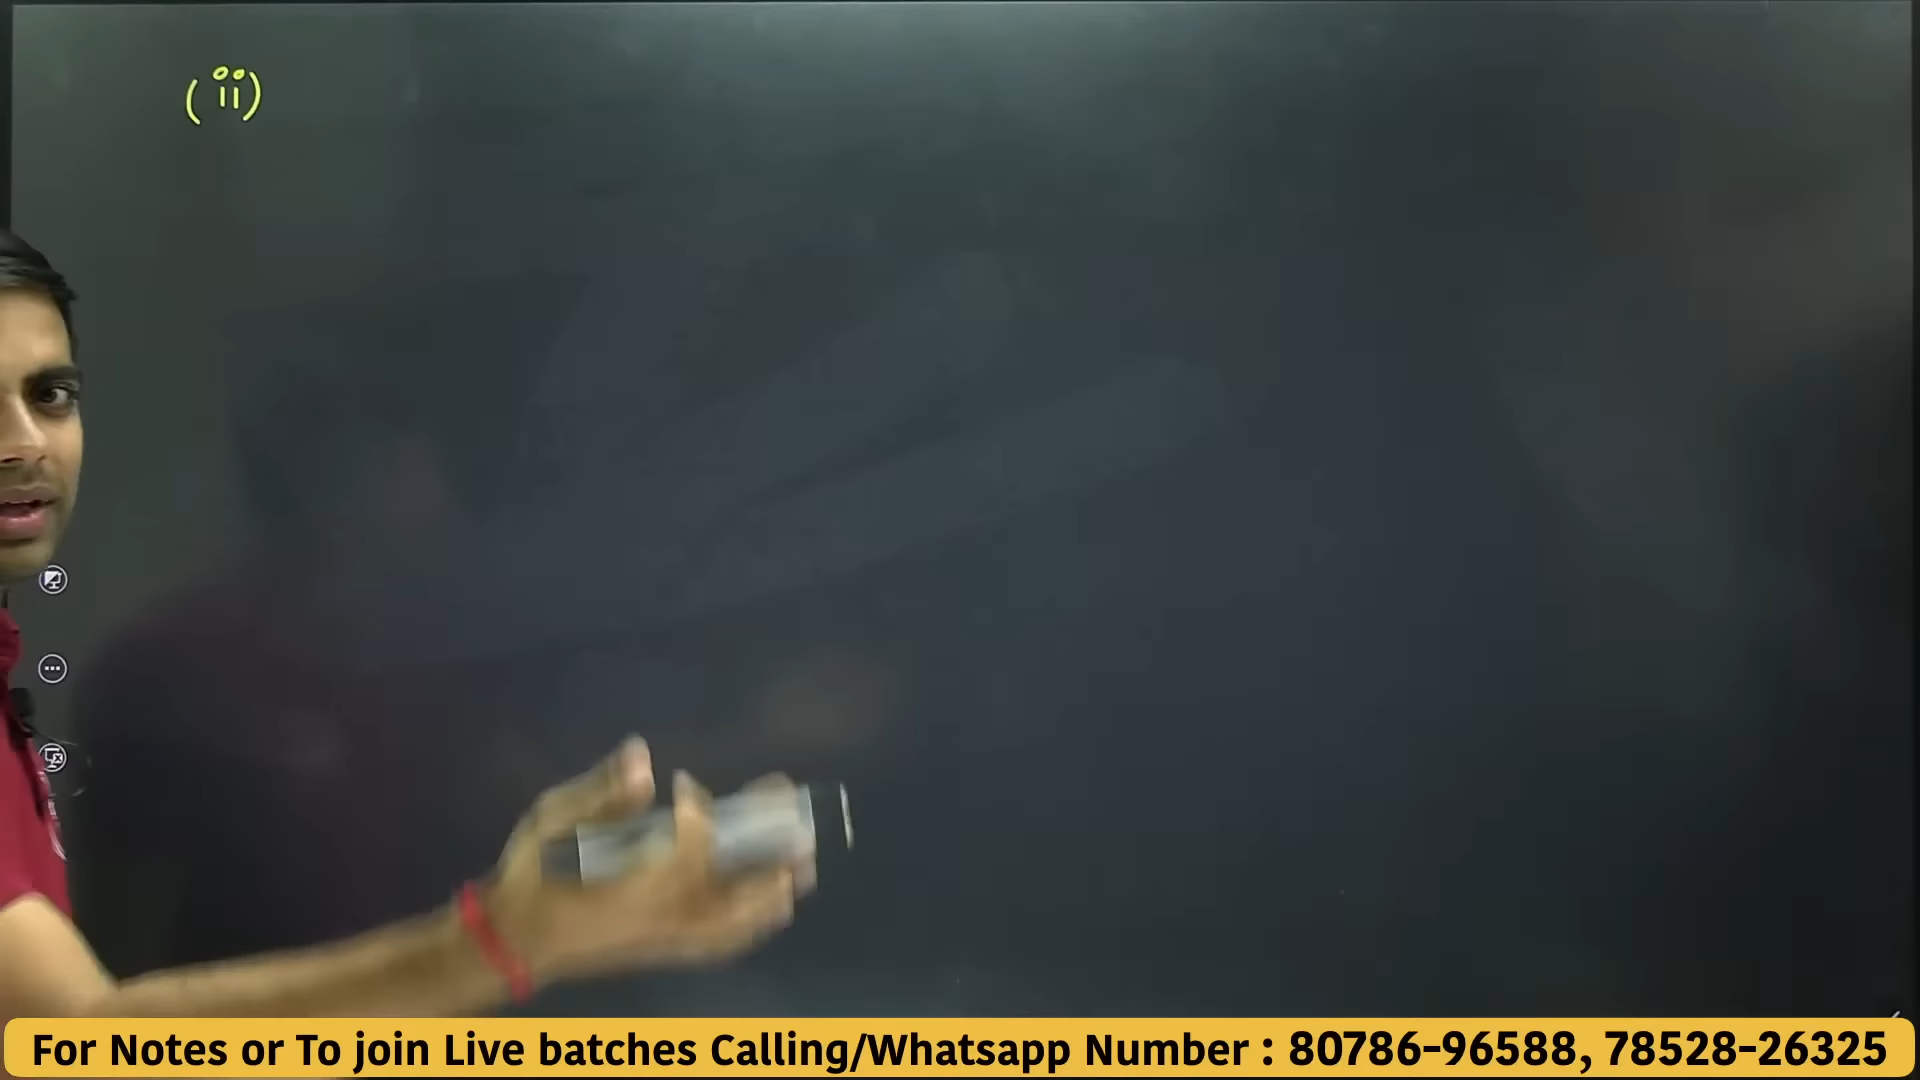 (ii)
For Notes or To join Live batches Calling/Whatsapp Number : 80786-96588, 78528-26325